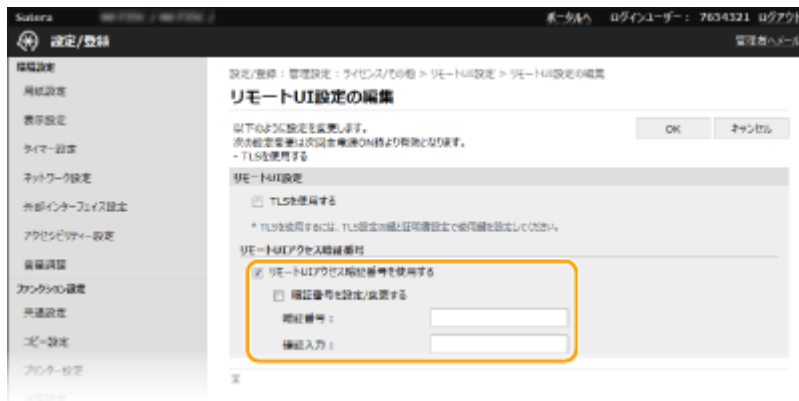 Satera
ポータルへ ログインユーザー： 7654321 ログアウト
設定/登録
管理者へメール
環境設定
用紙設定
表示設定
タイマー設定
ネットワーク設定
外部インターフェイス設定
アクセシビリティー設定
音量調整
ファンクション設定
共通設定
コピー設定
プリンター設定
設定/登録 : 管理設定 : ライセンス/その他 > リモートUI設定 > リモートUI設定の編集
リモートUI設定の編集
以下のように設定を変更します。
次の設定変更は次回主電源ON時より有効となります。
- TLSを使用する
OK キャンセル
リモートUI設定
TLSを使用する
* TLSを使用するには、TLS設定の鍵と証明書設定で使用鍵を設定してください。
リモートUIアクセス暗証番号
リモートUIアクセス暗証番号を使用する
暗証番号を設定/変更する
暗証番号 :
確認入力 :